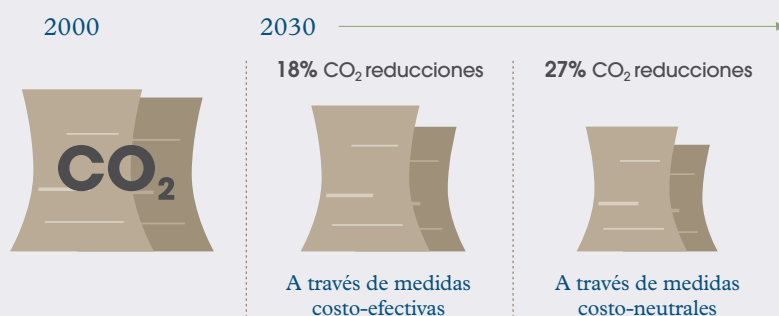 2000
2030
18% CO₂ reducciones
27% CO₂ reducciones
CO₂
A través de medidas
costo-efectivas
A través de medidas
costo-neutrales